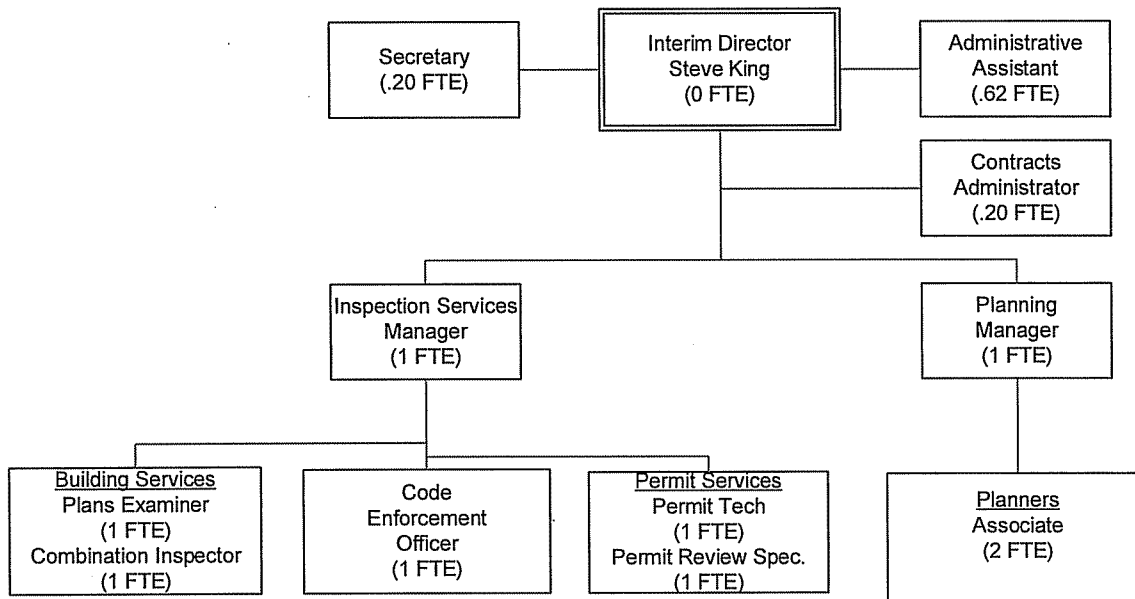 Secretary
(.20 FTE)
Interim Director
Steve King
(0 FTE)
Administrative
Assistant
(.62 FTE)
Contracts
Administrator
(.20 FTE)
Inspection Services
Manager
(1 FTE)
Planning
Manager
(1 FTE)
Building Services
Plans Examiner
(1 FTE)
Combination Inspector
(1 FTE)
Code
Enforcement
Officer
(1 FTE)
Permit Services
Permit Tech
(1 FTE)
Permit Review Spec.
(1 FTE)
Planners
Associate
(2 FTE)